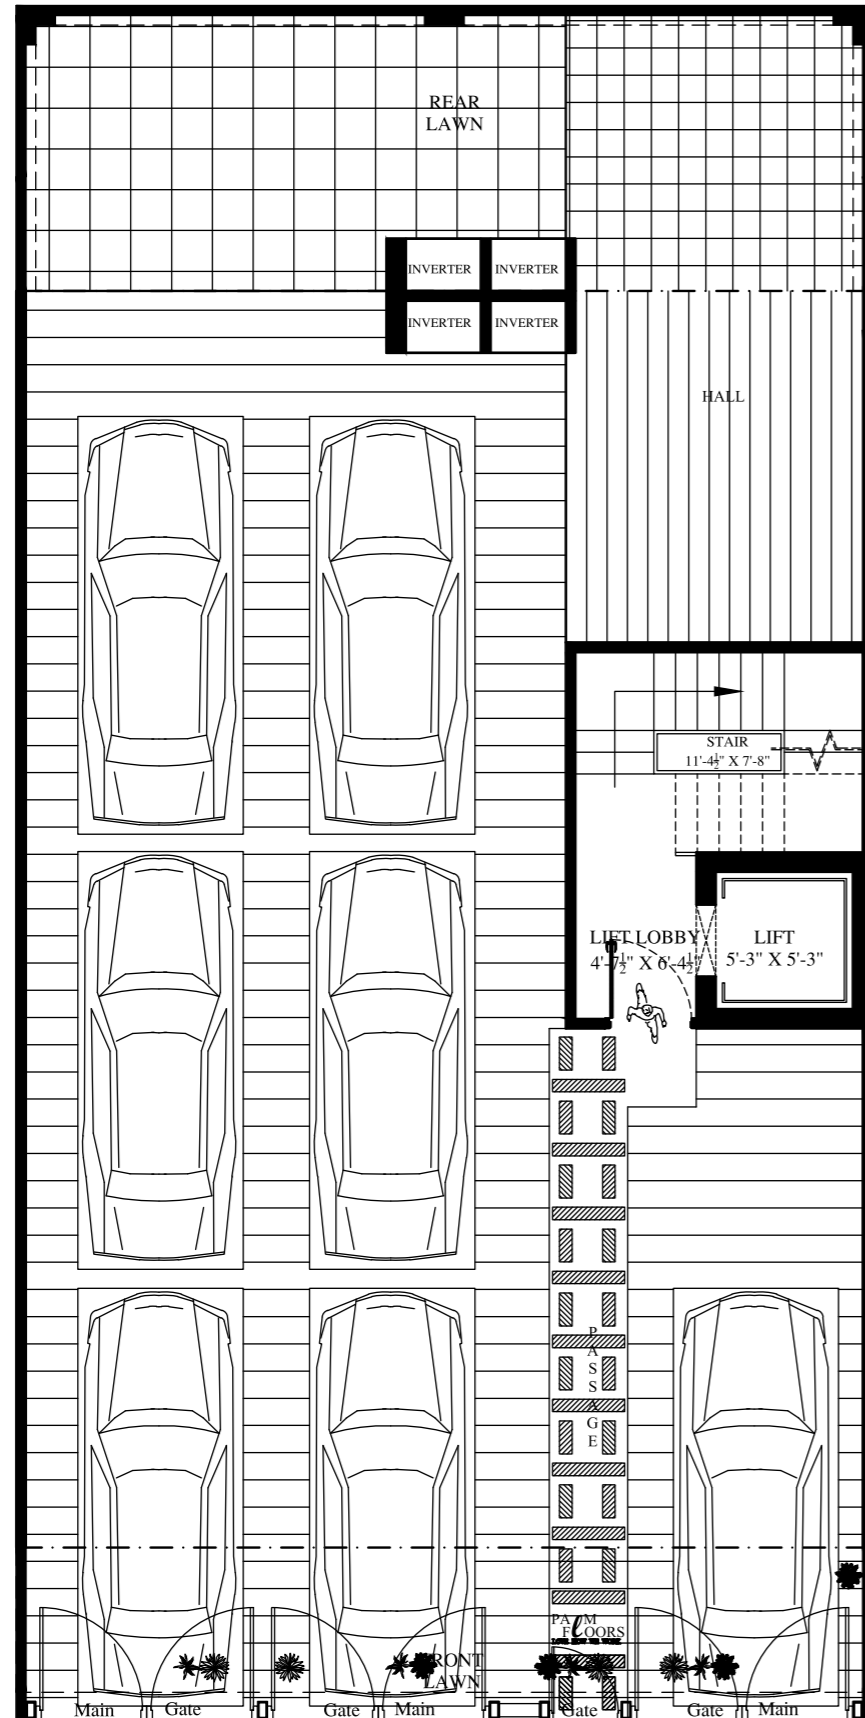 REAR
LAWN
INVERTER
INVERTER
INVERTER
INVERTER
HALL
STAIR
11'-4½" X 7'-8"
LIFT LOBBY
4'-7½" X 6'-4½"
LIFT
5'-3" X 5'-3"
PASSAGE
PALM
FLOORS
FRONT
LAWN
Main
Gate
Gate
Main
Gate
Gate
Main